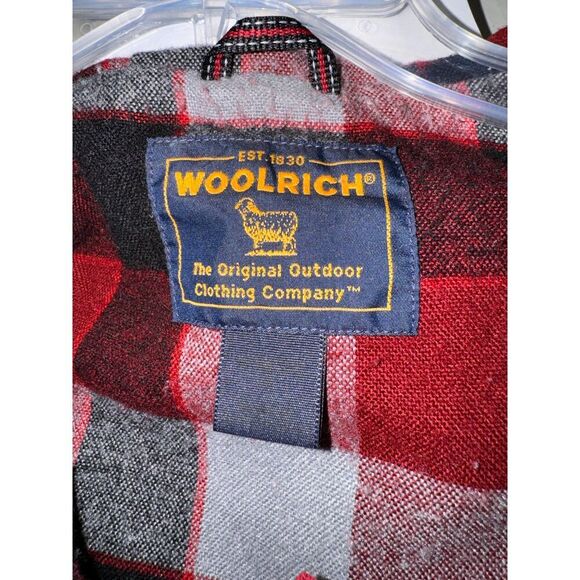 EST. 1830
WOOLRICH®
The Original Outdoor
Clothing Company™